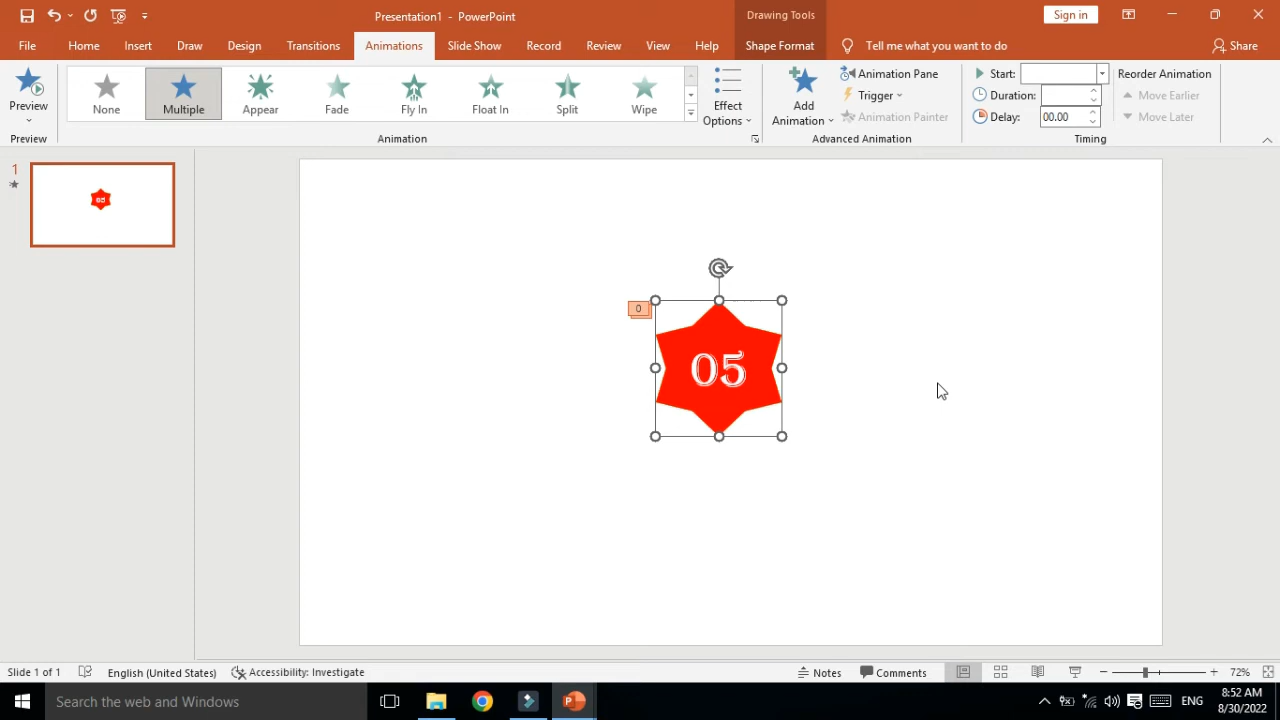 Presentation1 - PowerPoint
Drawing Tools
Sign in
File
Home
Insert
Draw
Design
Transitions
Animations
Slide Show
Record
Review
View
Help
Shape Format
Tell me what you want to do
Share
Preview
None
Multiple
Appear
Fade
Fly In
Float In
Split
Wipe
Effect
Options
Add
Animation
Animation Pane
Trigger
Animation Painter
Start:
Duration:
Delay:
00.00
Reorder Animation
Move Earlier
Move Later
Preview
Animation
Advanced Animation
Timing
1
05
0
05
Slide 1 of 1
English (United States)
Accessibility: Investigate
Notes
Comments
72%
Search the web and Windows
ENG
8:52 AM
8/30/2022